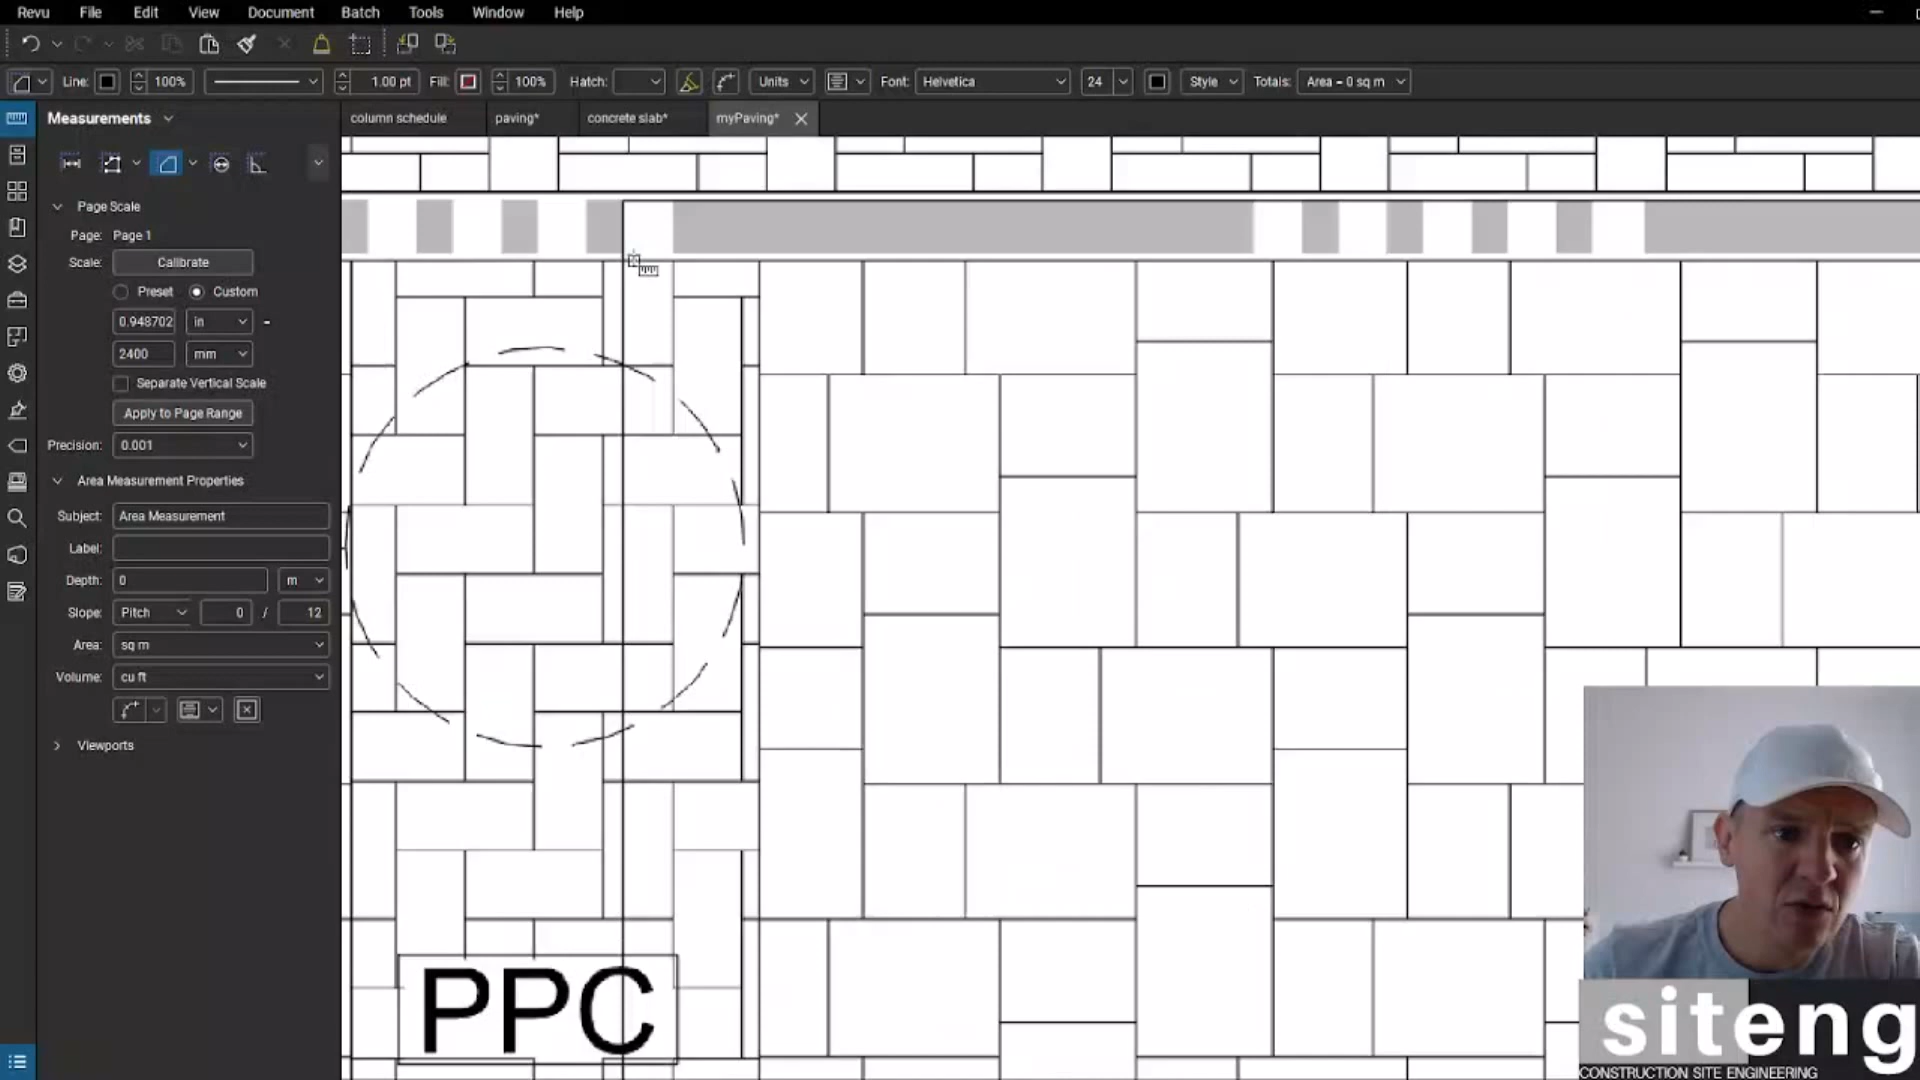 Revu File Edit View Document Batch Tools Window Help
Line: 100% 1.00 pt Fill: 100% Hatch: Units Font: Helvetica 24 Style Totals: Area = 0 sq m
Measurements
column schedule paving* concrete slab* myPaving*
Page Scale
Page: Page 1
Scale: Calibrate
Preset Custom
0.948702 in -
2400 mm
Separate Vertical Scale
Apply to Page Range
Precision: 0.001
Area Measurement Properties
Subject: Area Measurement
Label:
Depth: 0 m
Slope: Pitch 0 / 12
Area: sq m
Volume: cu ft
Viewports
PPC
siteng
CONSTRUCTION SITE ENGINEERING